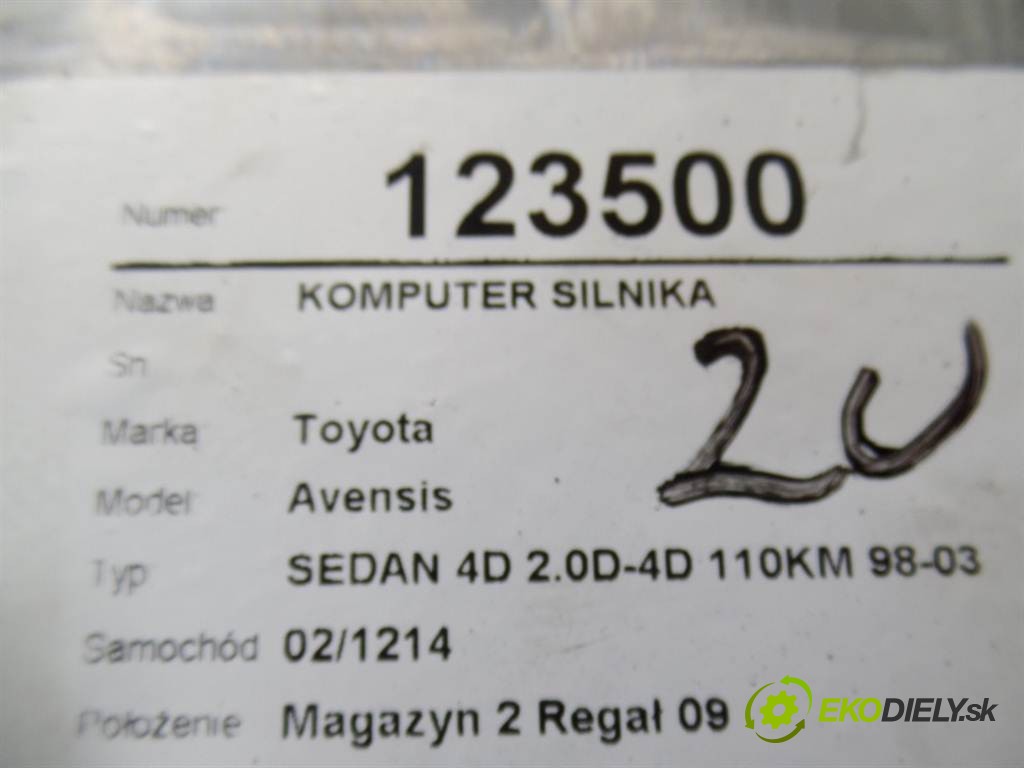 Numer 123500
Nazwa KOMPUTER SILNIKA
Sn
Marka Toyota
Model Avensis
Typ SEDAN 4D 2.0D-4D 110KM 98-03
Samochód 02/1214
Położenie Magazyn 2 Regał 09
EKODIELY.sk